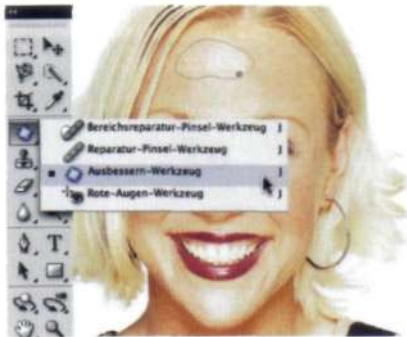 Bereichsreparatur-Pinsel-Werkzeug J
Reparatur-Pinsel-Werkzeug J
Ausbessern-Werkzeug J
Rote-Augen-Werkzeug J
T